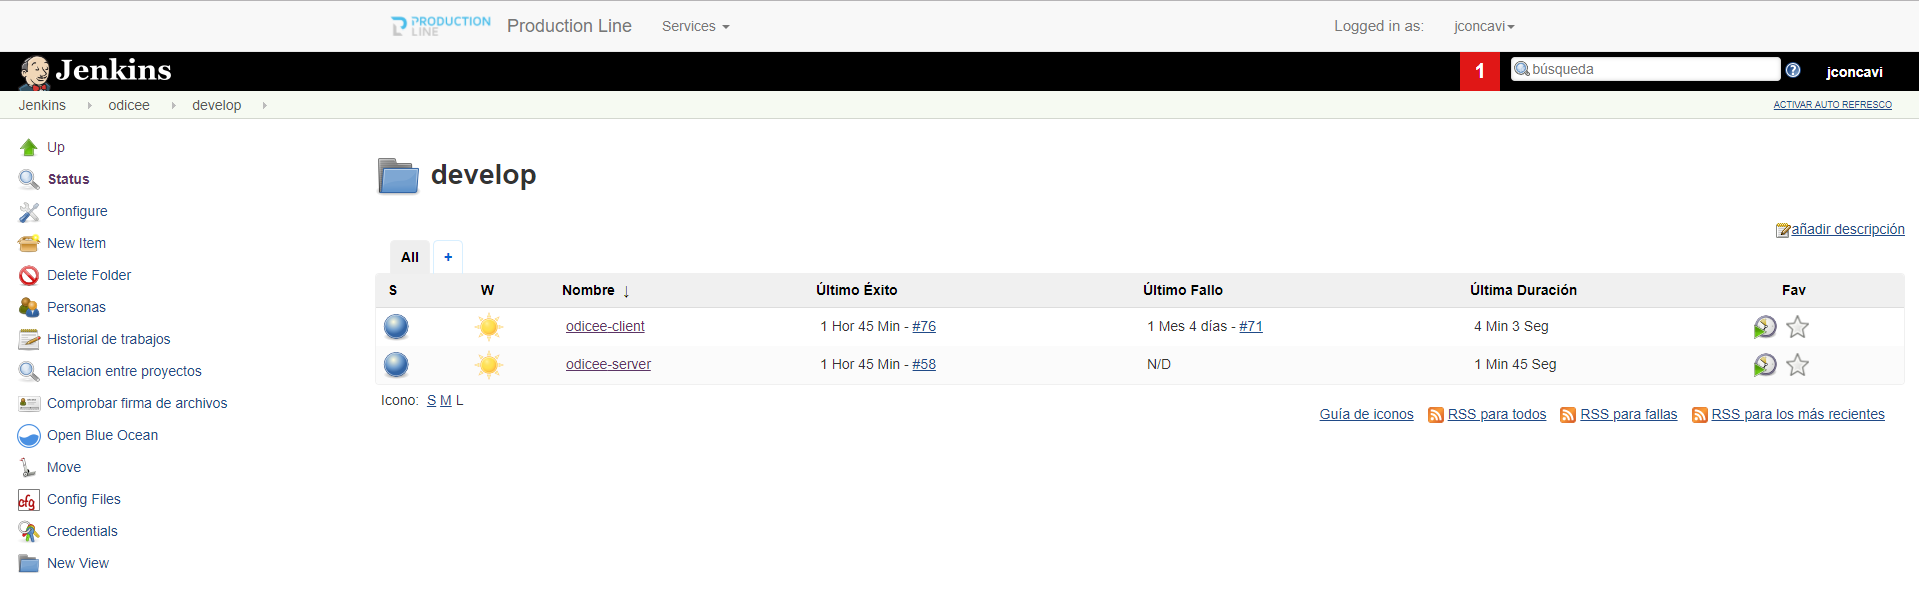 PRODUCTION LINE Production Line Services Logged in as: jconcavi
Jenkins 1 búsqueda ? jconcavi
Jenkins odicee develop ACTIVAR AUTO REFRESCO
Up
Status
Configure
New Item
Delete Folder
Personas
Historial de trabajos
Relacion entre proyectos
Comprobar firma de archivos
Open Blue Ocean
Move
cfg Config Files
Credentials
New View
develop
añadir descripción
All +
S W Nombre ↓ Último Éxito Último Fallo Última Duración Fav
odicee-client 1 Hor 45 Min - #76 1 Mes 4 días - #71 4 Min 3 Seg
odicee-server 1 Hor 45 Min - #58 N/D 1 Min 45 Seg
Icono: S M L
Guía de iconos RSS para todos RSS para fallas RSS para los más recientes